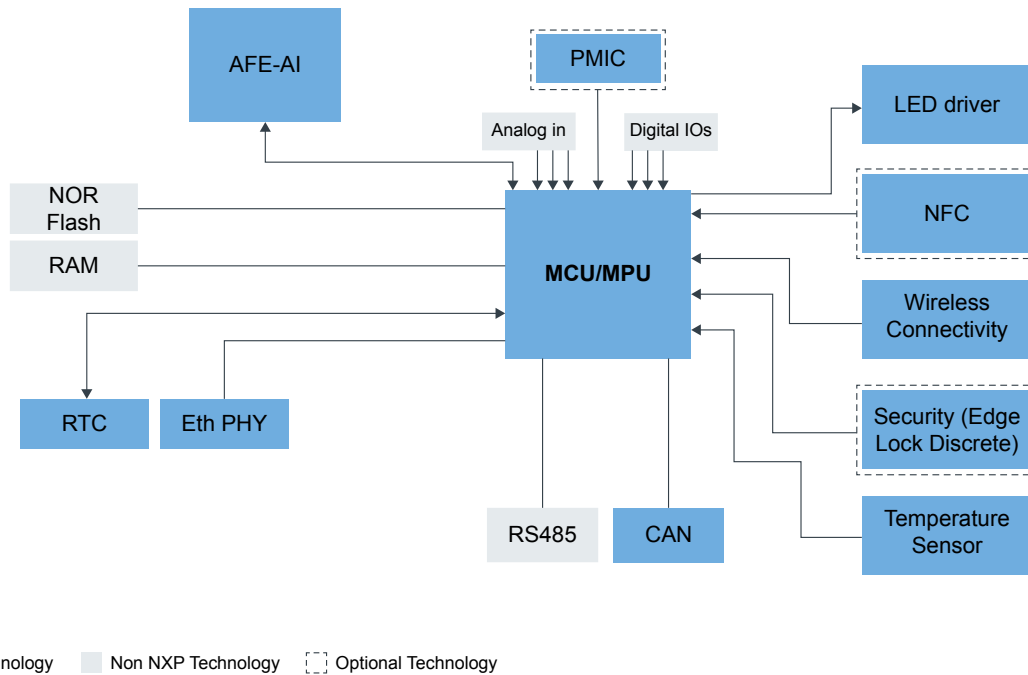 AFE-AI
PMIC
LED driver
Analog in
Digital IOs
NOR
Flash
NFC
RAM
MCU/MPU
Wireless
Connectivity
RTC
Eth PHY
Security (Edge
Lock Discrete)
RS485
CAN
Temperature
Sensor
nology
Non NXP Technology
Optional Technology